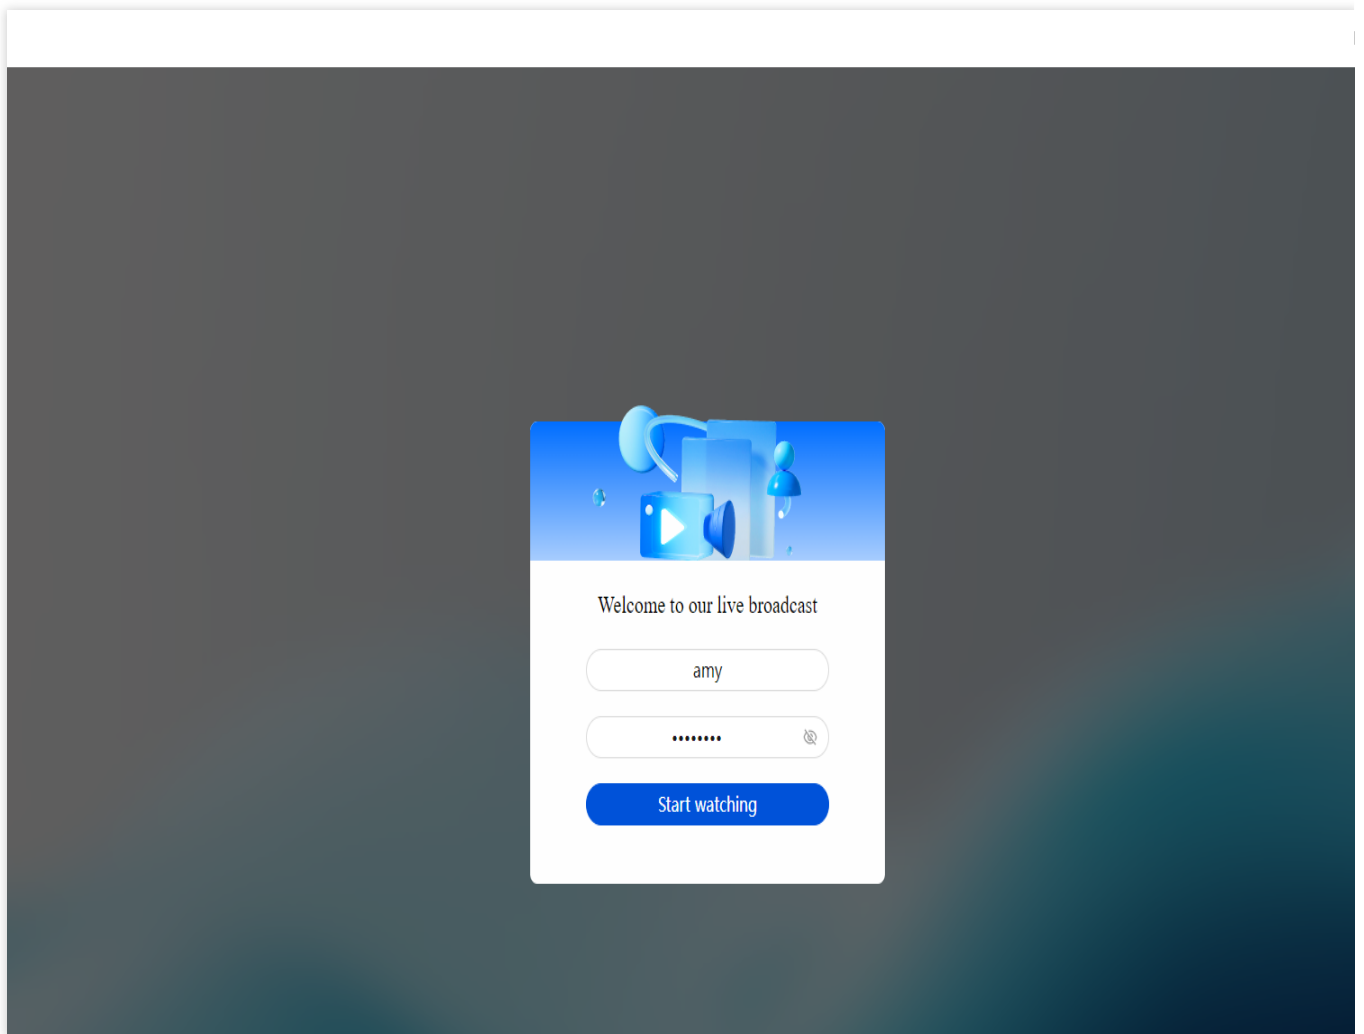 Welcome to our live broadcast
amy
••••••••
Start watching